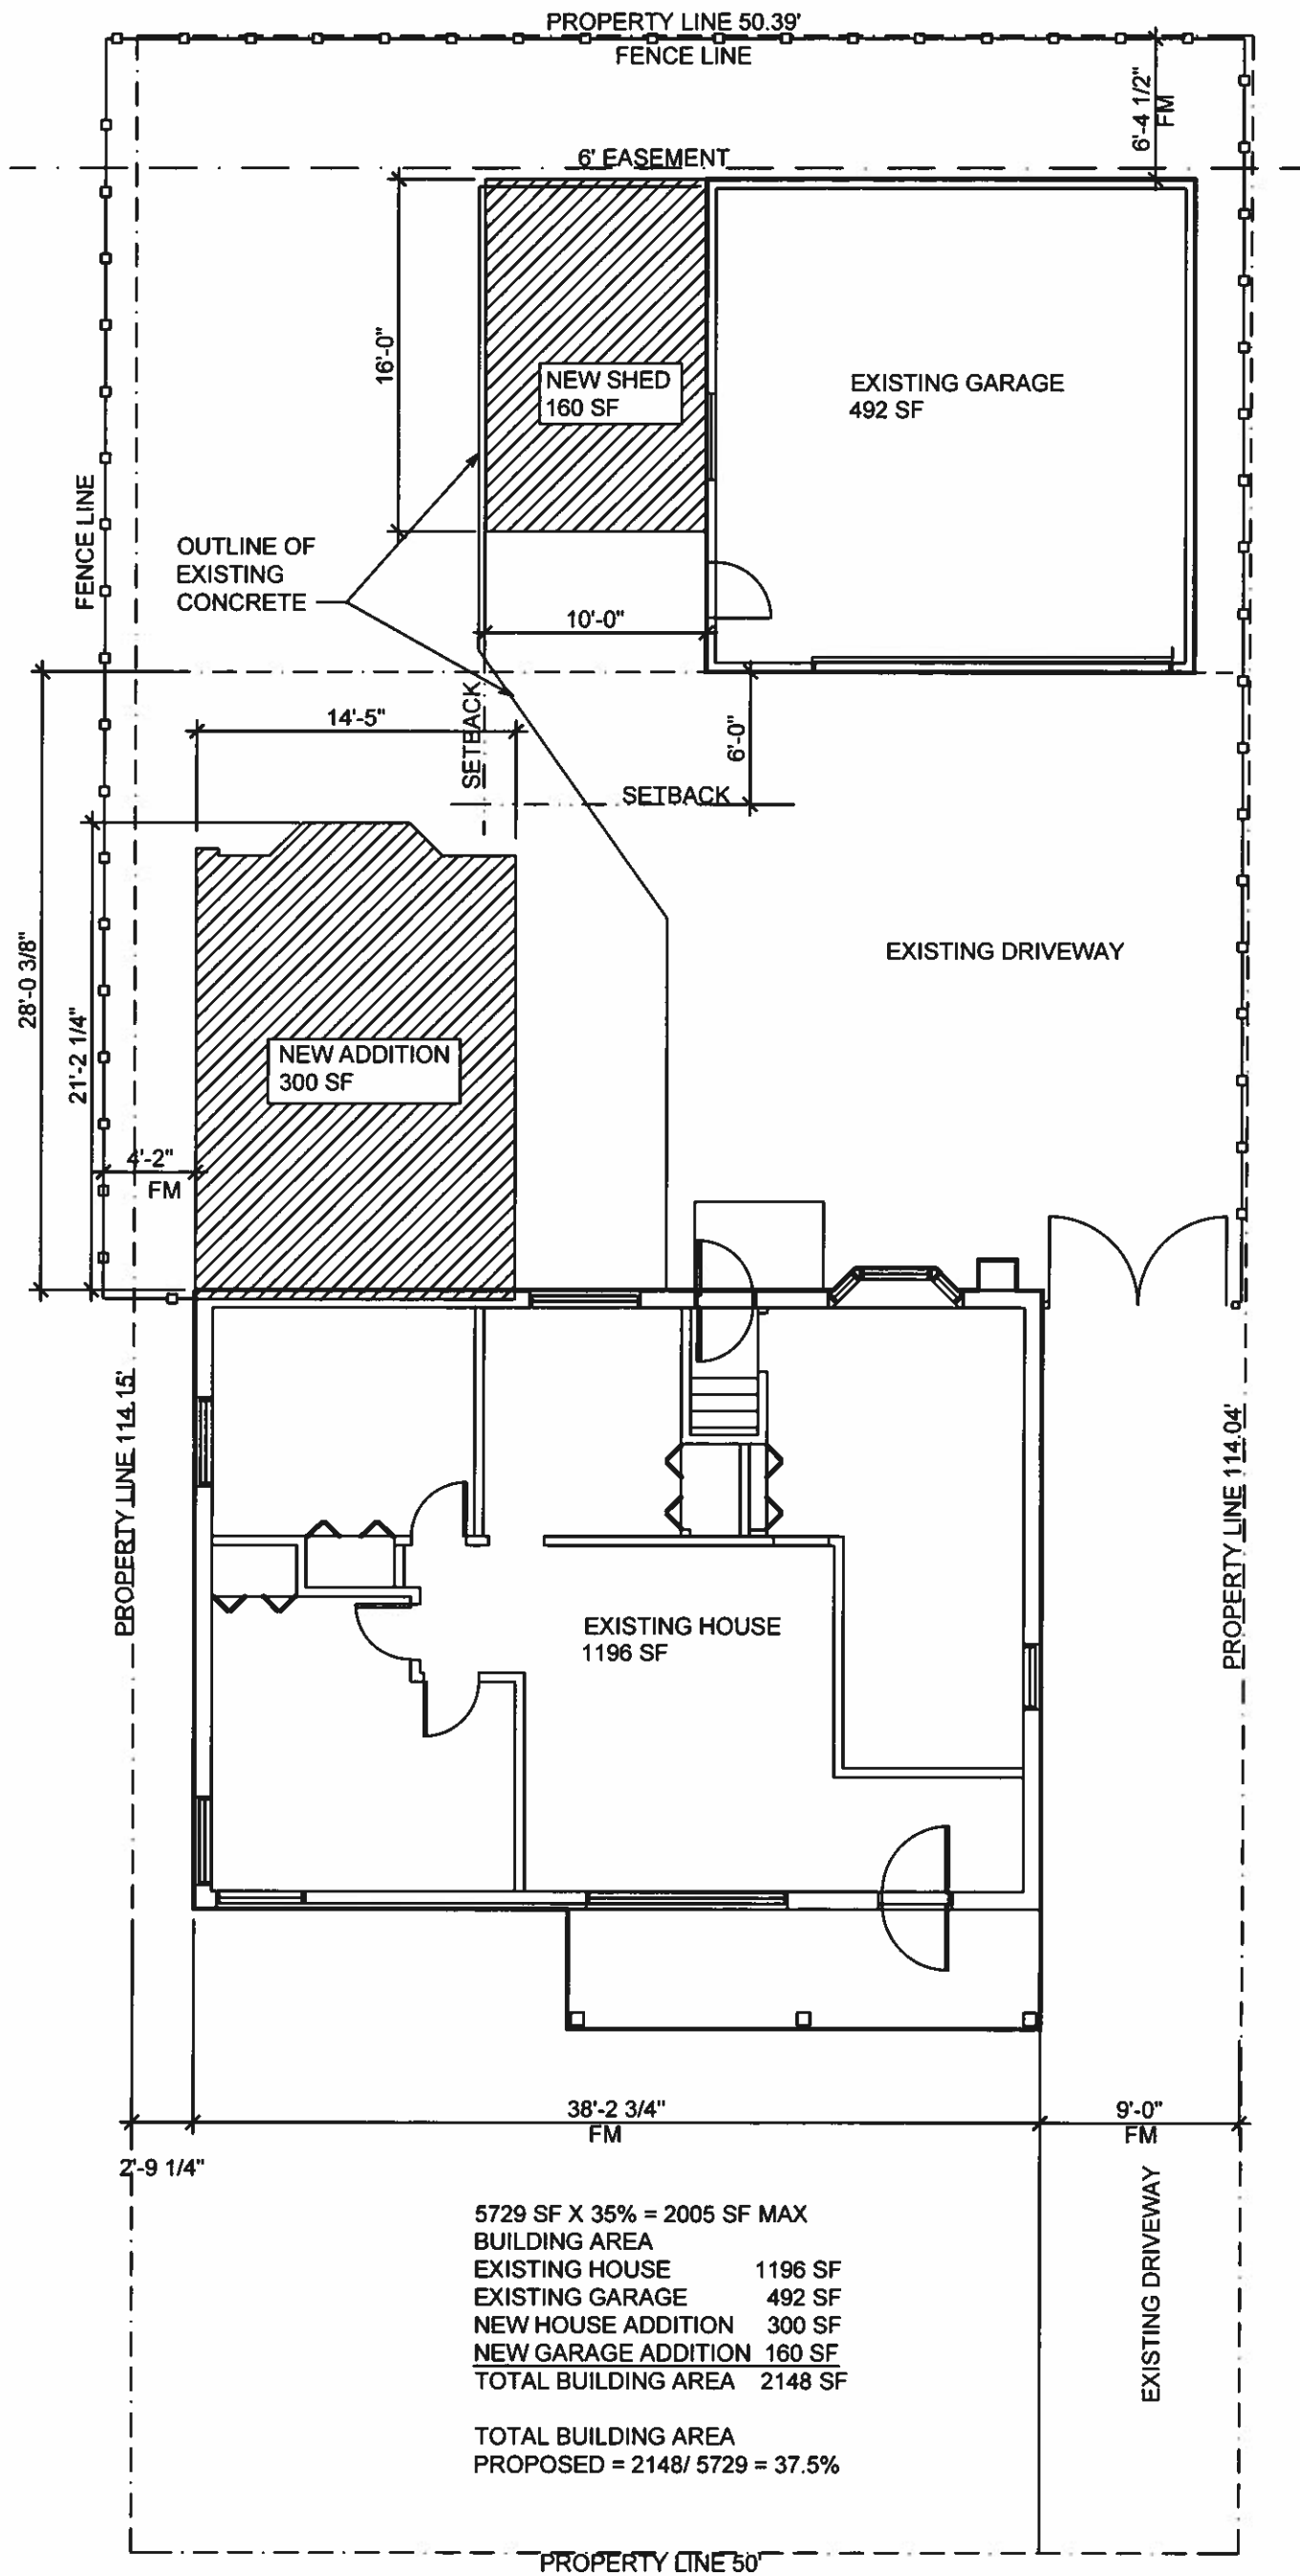 PROPERTY LINE 50.39'
FENCE LINE
6'-4 1/2"
FM
6' EASEMENT
16'-0"
NEW SHED
160 SF
EXISTING GARAGE
492 SF
FENCE LINE
OUTLINE OF
EXISTING
CONCRETE
10'-0"
SETBACK
14'-5"
6'-0"
SETBACK
28'-0 3/8"
21'-2 1/4"
EXISTING DRIVEWAY
NEW ADDITION
300 SF
4'-2"
FM
PROPERTY LINE 114.15'
PROPERTY LINE 114.04'
EXISTING HOUSE
1196 SF
38'-2 3/4"
FM
9'-0"
FM
2'-9 1/4"
EXISTING DRIVEWAY
5729 SF X 35% = 2005 SF MAX
BUILDING AREA
EXISTING HOUSE 1196 SF
EXISTING GARAGE 492 SF
NEW HOUSE ADDITION 300 SF
NEW GARAGE ADDITION 160 SF
TOTAL BUILDING AREA 2148 SF
TOTAL BUILDING AREA
PROPOSED = 2148/ 5729 = 37.5%
PROPERTY LINE 50'